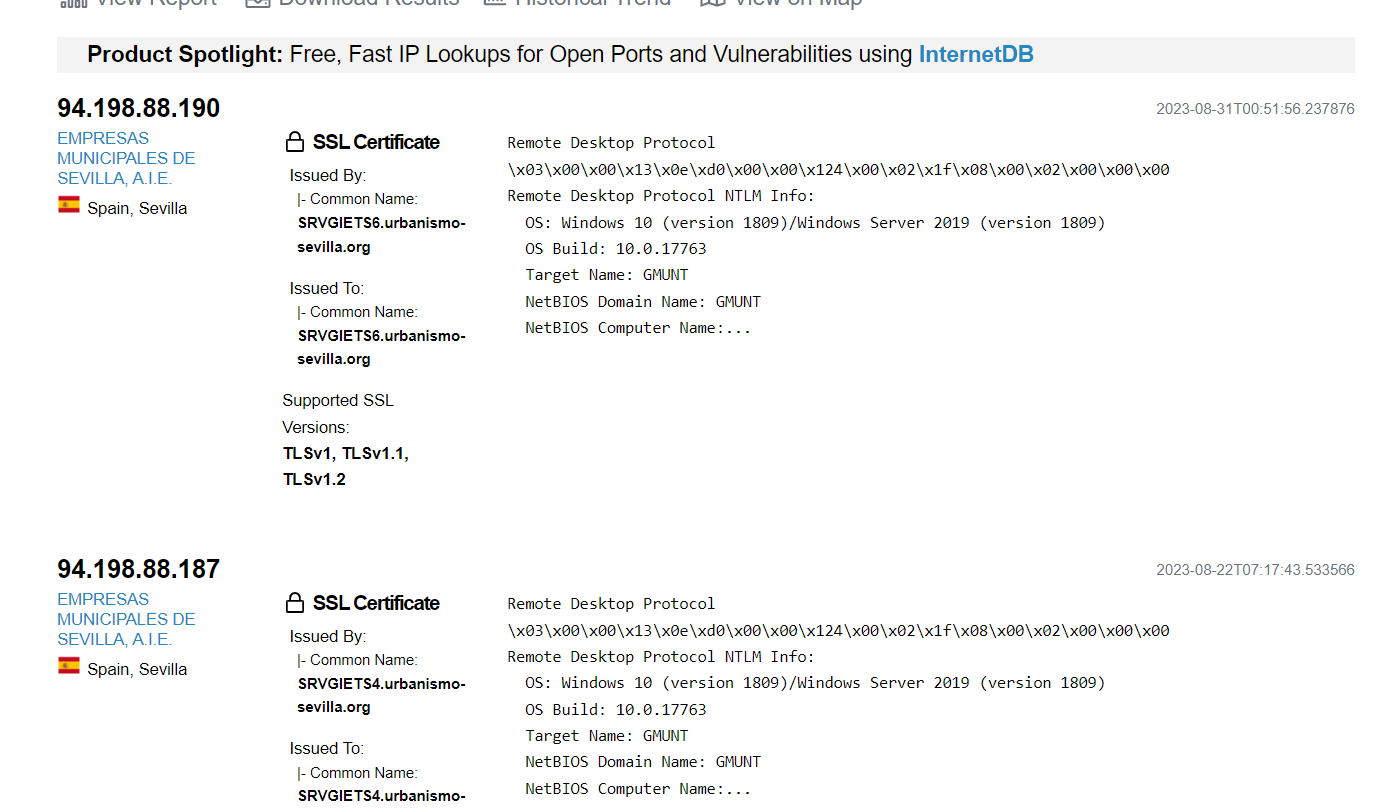 View Report Download Results Historical Trend View on Map
Product Spotlight: Free, Fast IP Lookups for Open Ports and Vulnerabilities using InternetDB
94.198.88.190
2023-08-31T00:51:56.237876
EMPRESAS
MUNICIPALES DE
SEVILLA, A.I.E.
Spain, Sevilla
SSL Certificate
Issued By:
|- Common Name:
SRVGIETS6.urbanismo-
sevilla.org
Issued To:
|- Common Name:
SRVGIETS6.urbanismo-
sevilla.org
Supported SSL
Versions:
TLSv1, TLSv1.1,
TLSv1.2
Remote Desktop Protocol
\x03\x00\x00\x13\x0e\xd0\x00\x00\x124\x00\x02\x1f\x08\x00\x02\x00\x00\x00
Remote Desktop Protocol NTLM Info:
OS: Windows 10 (version 1809)/Windows Server 2019 (version 1809)
OS Build: 10.0.17763
Target Name: GMUNT
NetBIOS Domain Name: GMUNT
NetBIOS Computer Name:...
94.198.88.187
2023-08-22T07:17:43.533566
EMPRESAS
MUNICIPALES DE
SEVILLA, A.I.E.
Spain, Sevilla
SSL Certificate
Issued By:
|- Common Name:
SRVGIETS4.urbanismo-
sevilla.org
Issued To:
|- Common Name:
SRVGIETS4.urbanismo-
Remote Desktop Protocol
\x03\x00\x00\x13\x0e\xd0\x00\x00\x124\x00\x02\x1f\x08\x00\x02\x00\x00\x00
Remote Desktop Protocol NTLM Info:
OS: Windows 10 (version 1809)/Windows Server 2019 (version 1809)
OS Build: 10.0.17763
Target Name: GMUNT
NetBIOS Domain Name: GMUNT
NetBIOS Computer Name:...